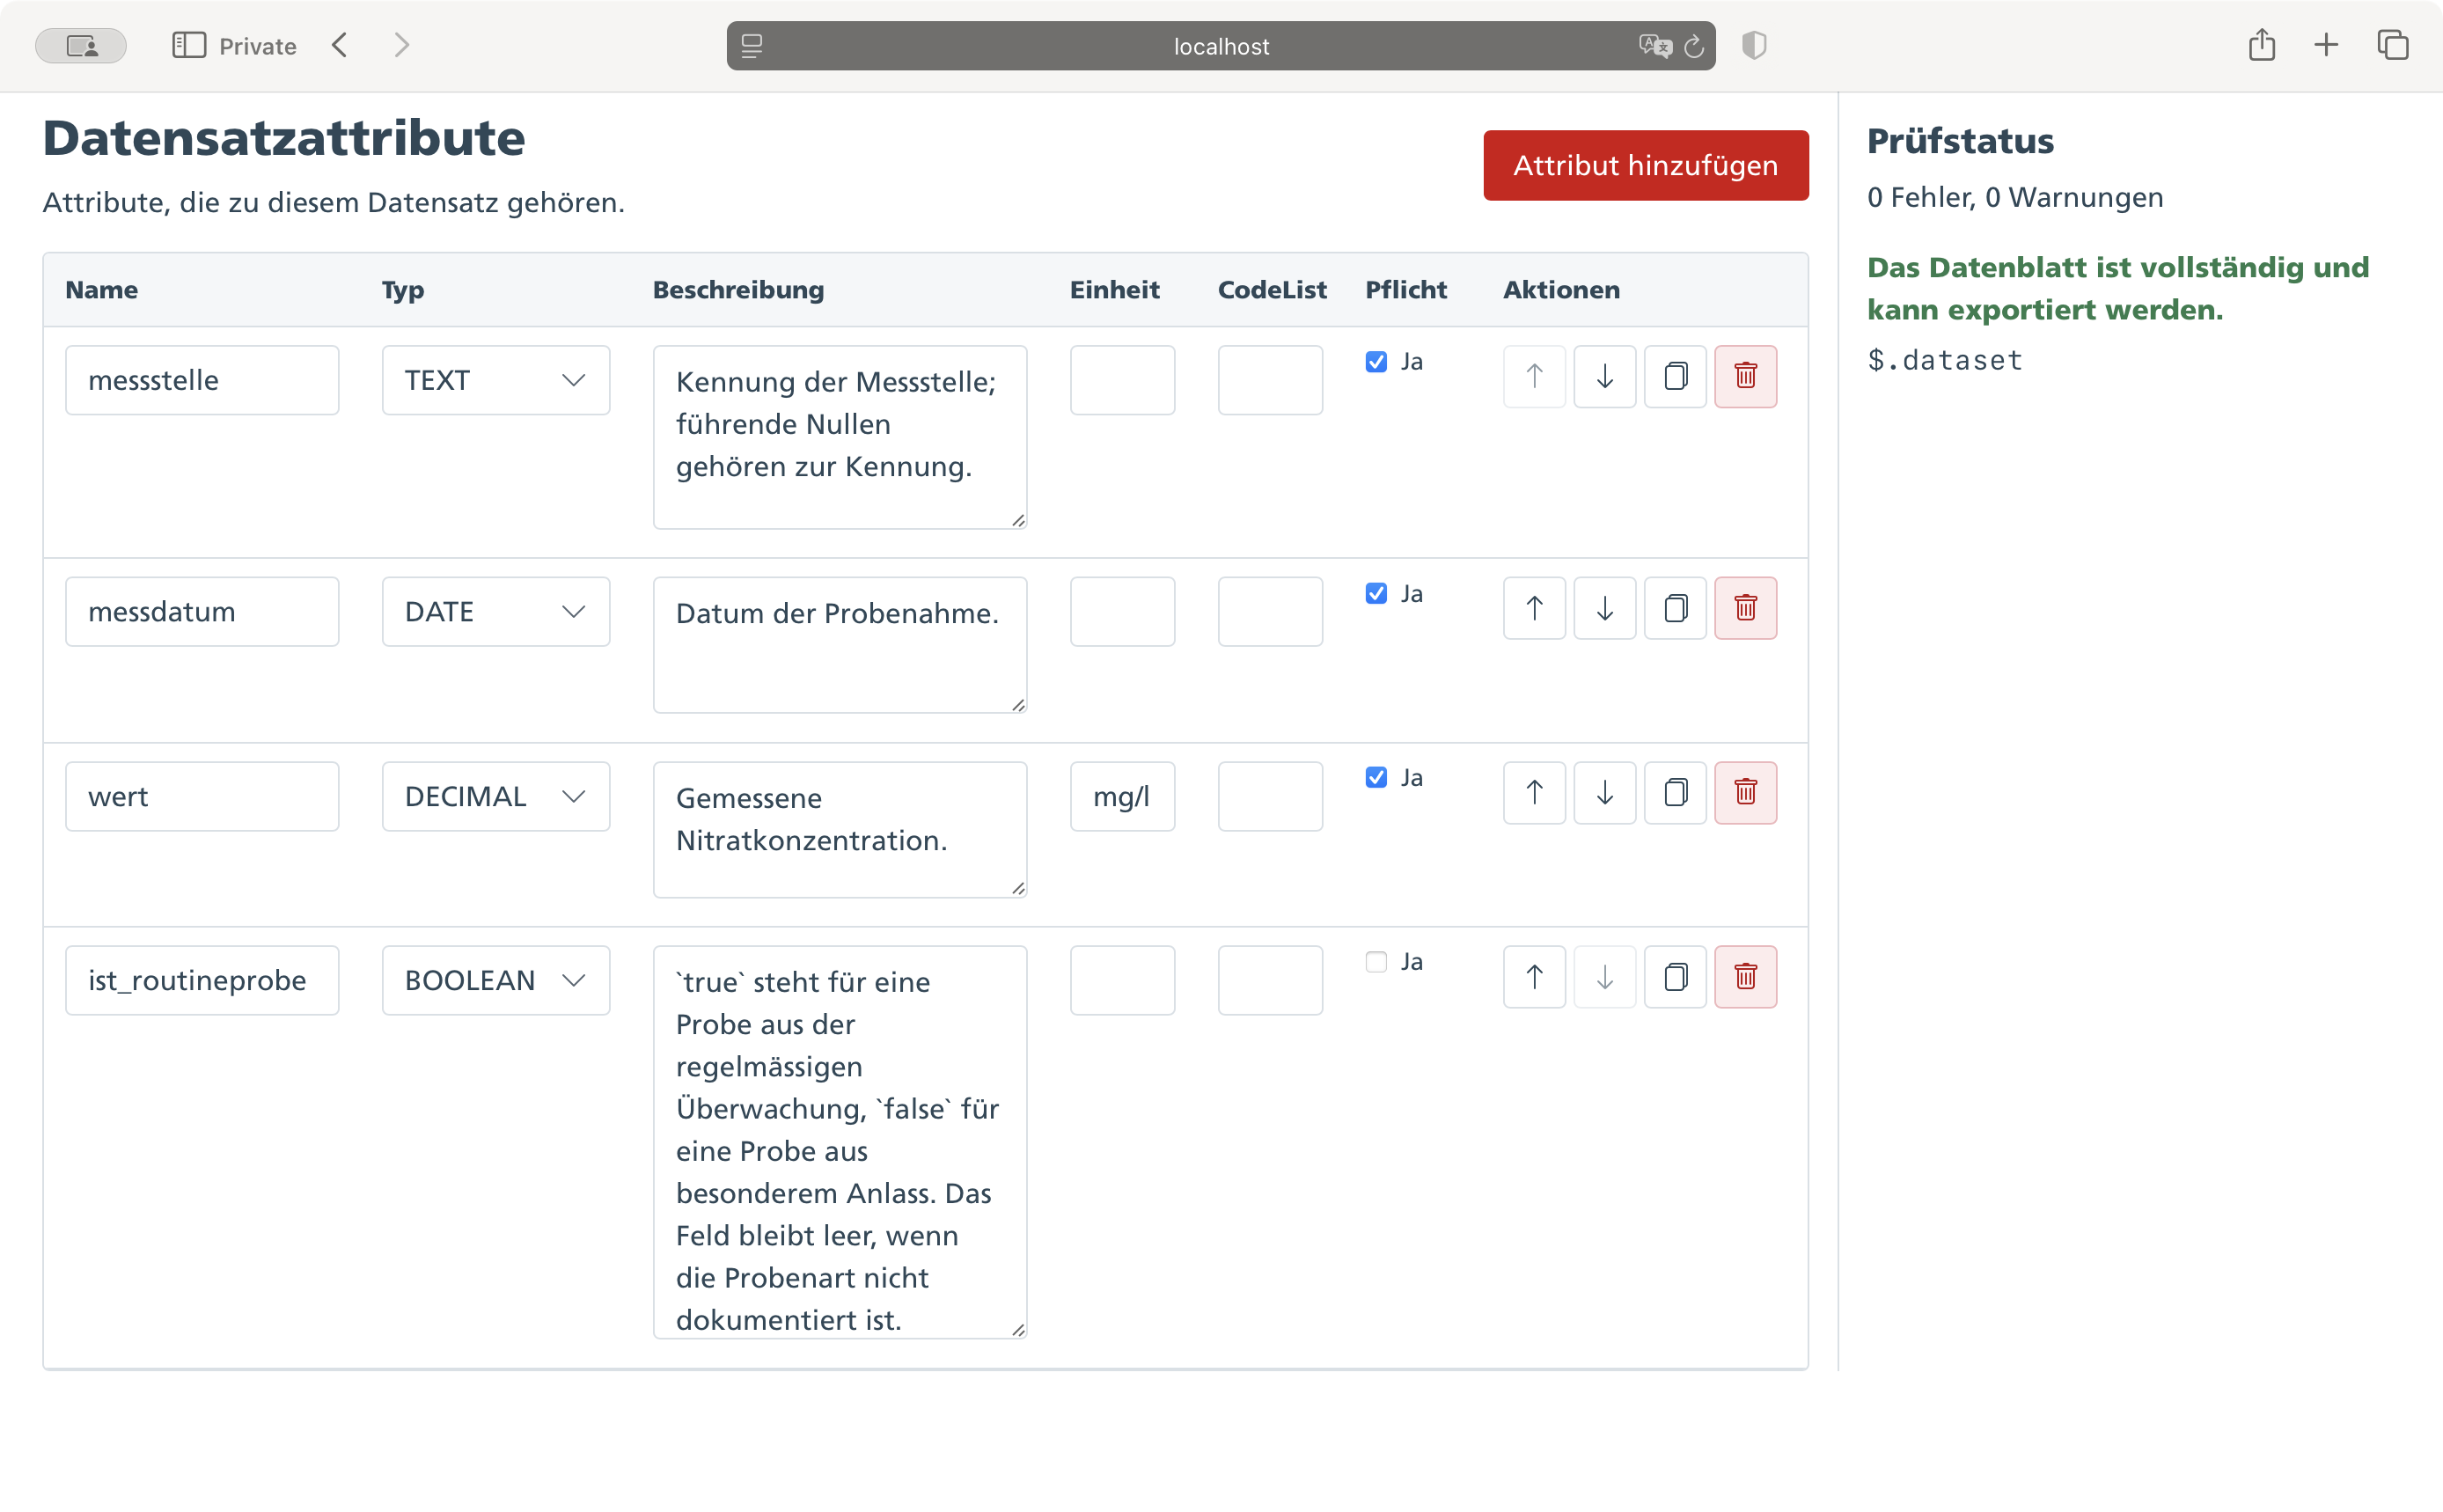 Private
localhost
Datensatzattribute
Attribute, die zu diesem Datensatz gehören.
Attribut hinzufügen
Name Typ Beschreibung Einheit CodeList Pflicht Aktionen
messstelle TEXT Kennung der Messstelle; Ja
führende Nullen
gehören zur Kennung.
messdatum DATE Datum der Probenahme. Ja
wert DECIMAL Gemessene mg/l Ja
Nitratkonzentration.
ist_routineprobe BOOLEAN `true` steht für eine Ja
Probe aus der
regelmässigen
Überwachung, `false` für
eine Probe aus
besonderem Anlass. Das
Feld bleibt leer, wenn
die Probenart nicht
dokumentiert ist.
Prüfstatus
0 Fehler, 0 Warnungen
Das Datenblatt ist vollständig und
kann exportiert werden.
$.dataset